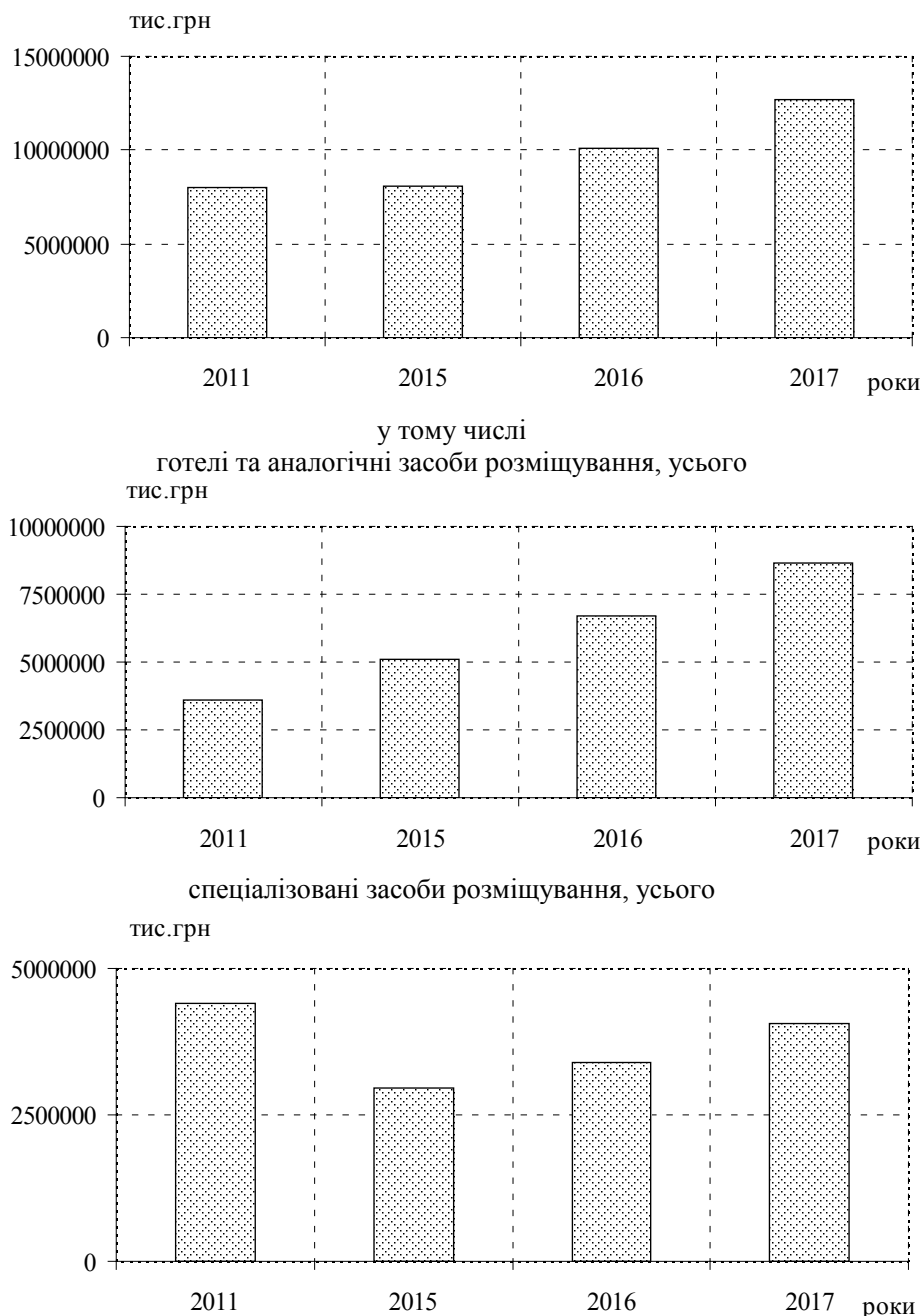 тис.грн
15000000
10000000
5000000
0
2011 2015 2016 2017 роки
у тому числі
готелі та аналогічні засоби розміщування, усього
тис.грн
10000000
7500000
5000000
2500000
0
2011 2015 2016 2017 роки
спеціалізовані засоби розміщування, усього
тис.грн
5000000
2500000
0
2011 2015 2016 2017 роки